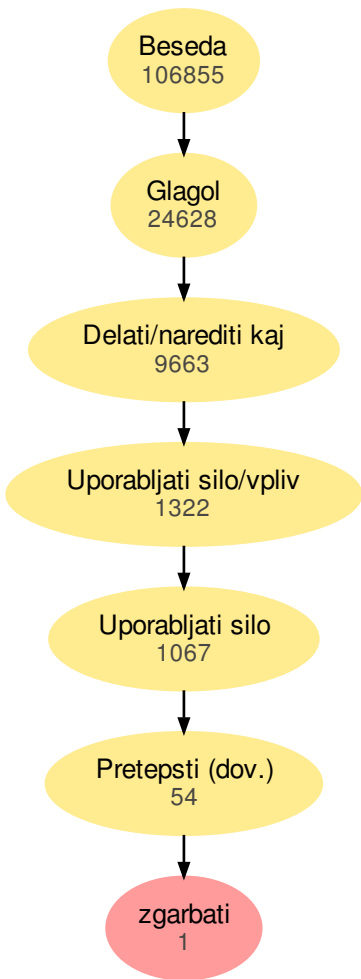 Beseda
106855
Glagol
24628
Delati/narediti kaj
9663
Uporabljati silo/vpliv
1322
Uporabljati silo
1067
Pretepsti (dov.)
54
zgarbati
1